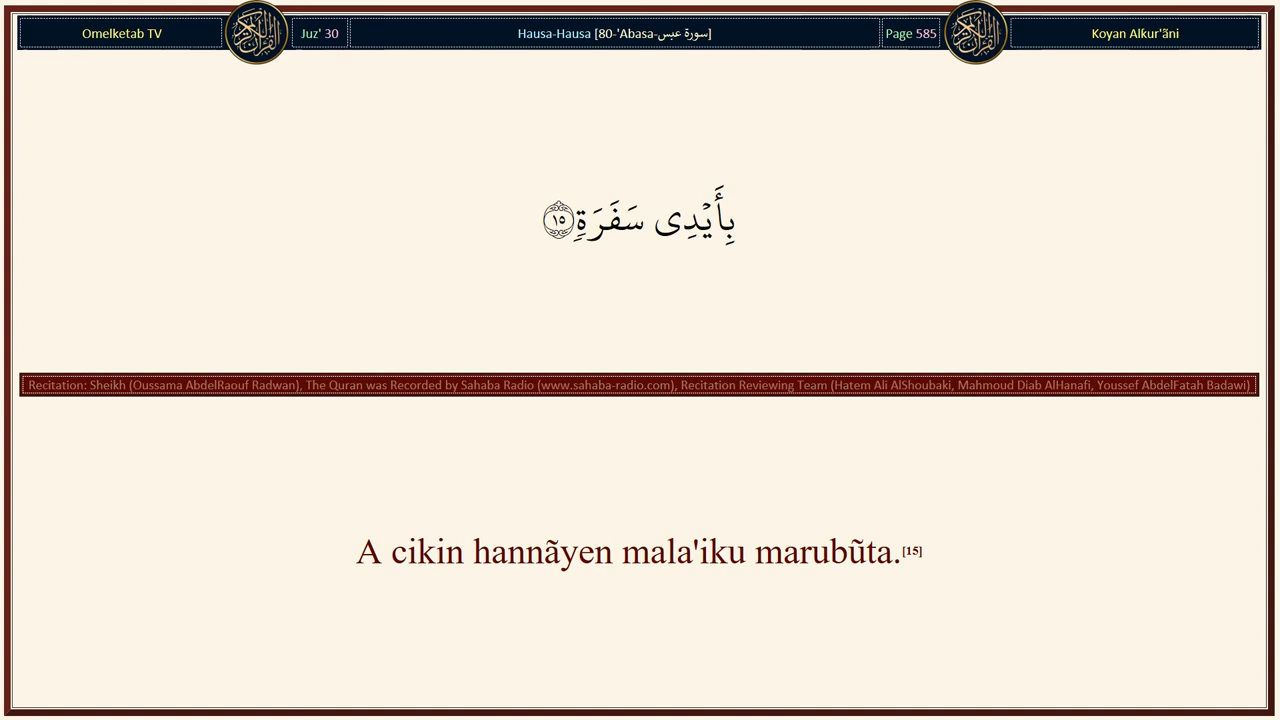 Omelketab TV
Juz' 30
Hausa-Hausa [80-'Abasa-سورة عبس]
Page 585
Koyan Alƙur'ãni
بِأَيْدِى سَفَرَةٍۢ ١٥
Recitation: Sheikh (Oussama AbdelRaouf Radwan), The Quran was Recorded by Sahaba Radio (www.sahaba-radio.com), Recitation Reviewing Team (Hatem Ali AlShoubaki, Mahmoud Diab AlHanafi, Youssef AbdelFatah Badawi)
A cikin hannãyen mala'iku marubũta.[15]